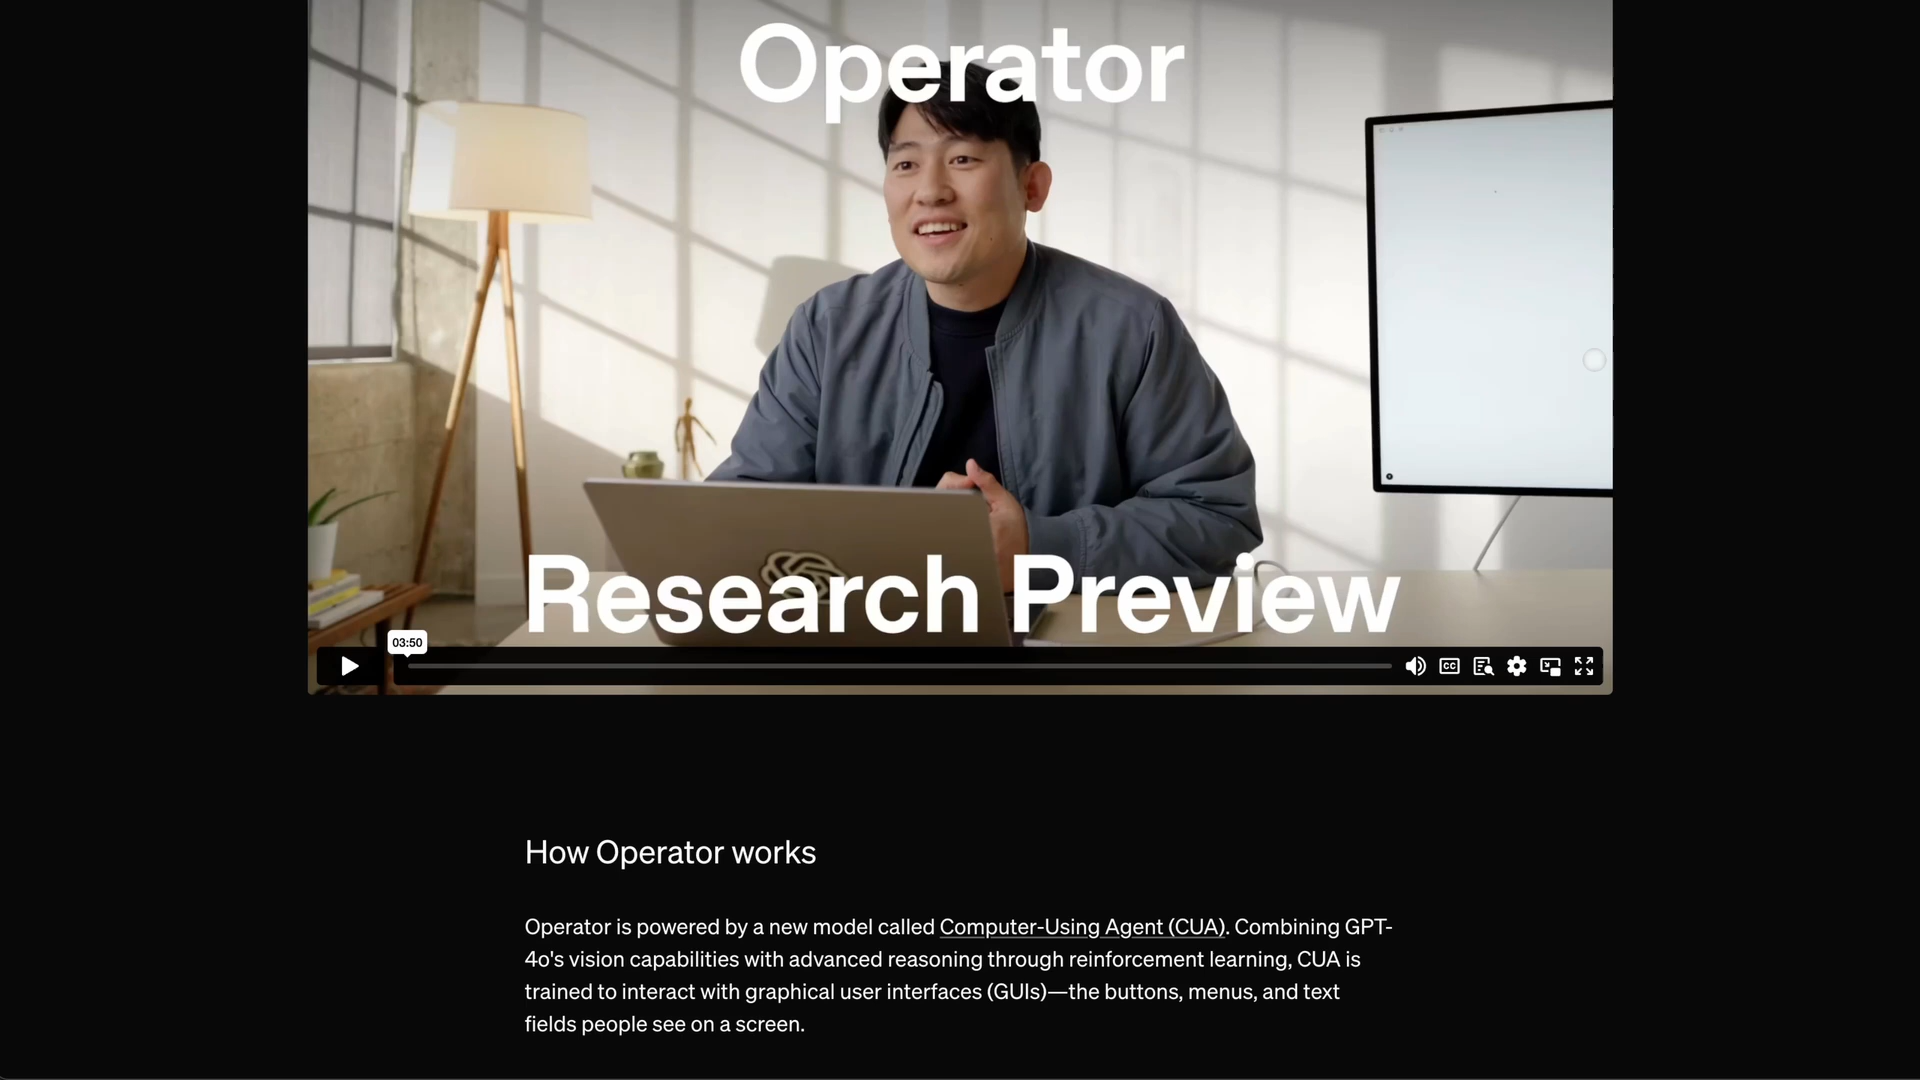 Operator
Research Preview
03:50
CC
How Operator works
Operator is powered by a new model called Computer-Using Agent (CUA). Combining GPT-
4o's vision capabilities with advanced reasoning through reinforcement learning, CUA is
trained to interact with graphical user interfaces (GUIs)—the buttons, menus, and text
fields people see on a screen.